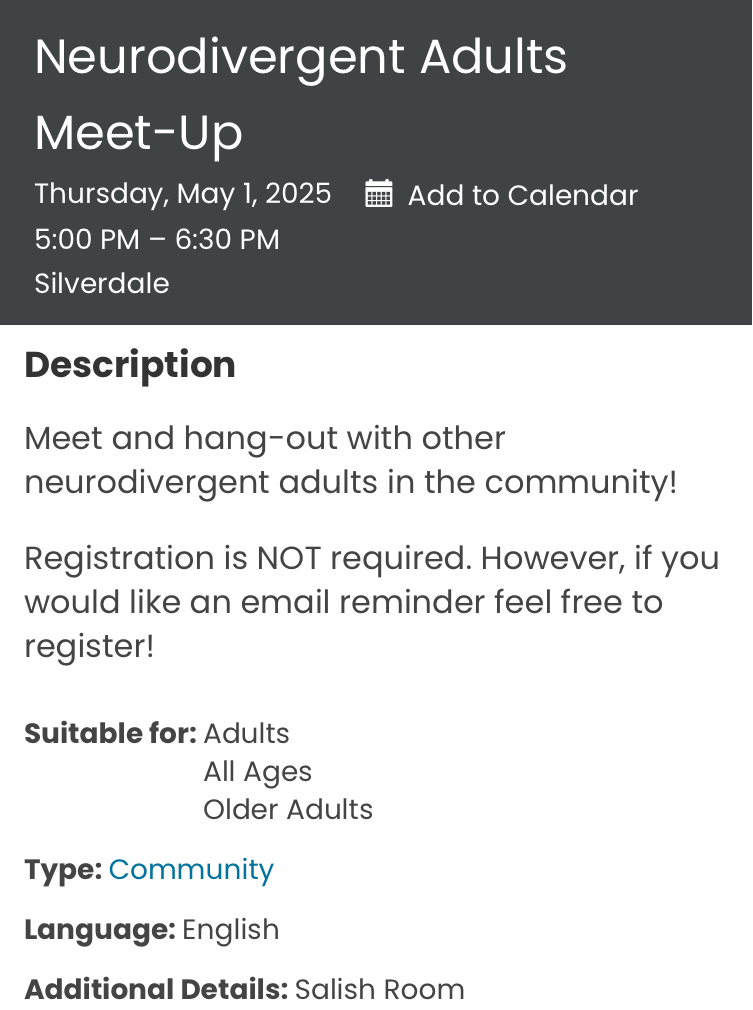 Neurodivergent Adults
Meet-Up
Thursday, May 1, 2025 Add to Calendar
5:00 PM – 6:30 PM
Silverdale
Description
Meet and hang-out with other
neurodivergent adults in the community!
Registration is NOT required. However, if you
would like an email reminder feel free to
register!
Suitable for: Adults
All Ages
Older Adults
Type: Community
Language: English
Additional Details: Salish Room